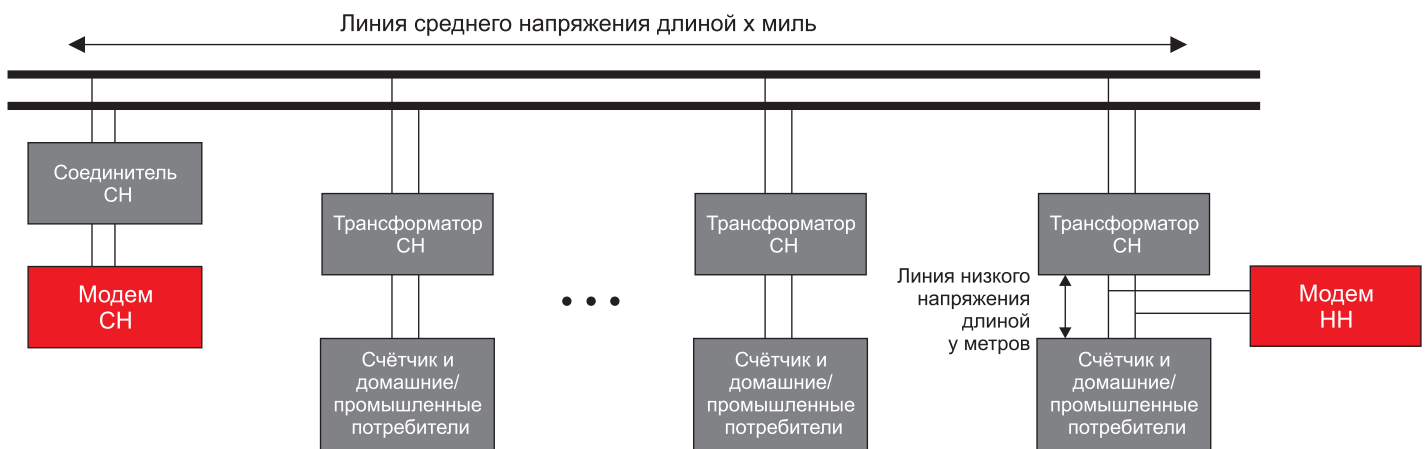 Линия среднего напряжения длиной x миль
Соединитель
СН
Модем
СН
Трансформатор
СН
Счётчик и
домашние/
промышленные
потребители
Трансформатор
СН
Счётчик и
домашние/
промышленные
потребители
Трансформатор
СН
Линия низкого
напряжения
длиной
y метров
Модем
НН
Счётчик и
домашние/
промышленные
потребители